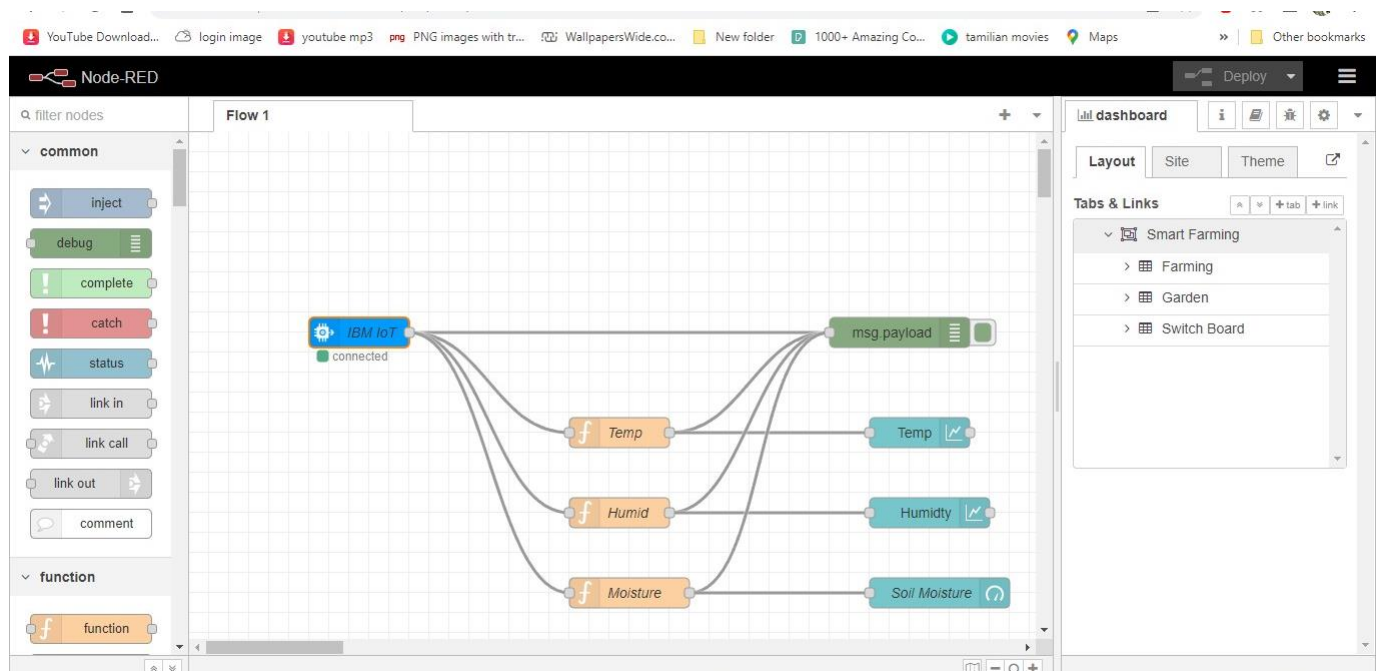 YouTube Download... login image youtube mp3 png PNG images with tr... WallpapersWide.co... New folder D 1000+ Amazing Co... tamilian movies Maps » Other bookmarks
Node-RED Deploy
filter nodes
common
inject
debug
complete
catch
status
link in
link call
link out
comment
function
function
Flow 1
IBM IoT
connected
msg.payload
Temp
Temp
Humid
Humidty
Moisture
Soil Moisture
dashboard
Layout Site Theme
Tabs & Links + tab + link
Smart Farming
Farming
Garden
Switch Board